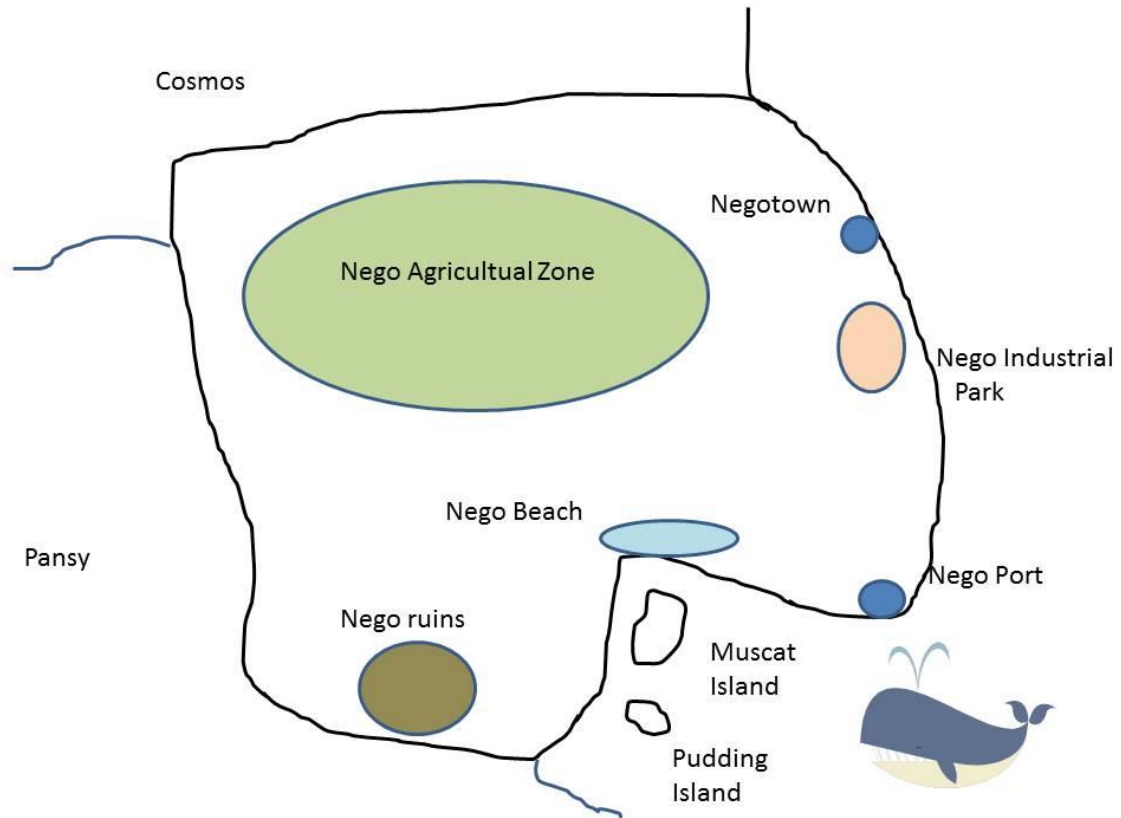 Cosmos
Negotown
Nego Agricultual Zone
Nego Industrial
Park
Nego Beach
Pansy
Nego Port
Nego ruins
Muscat
Island
Pudding
Island